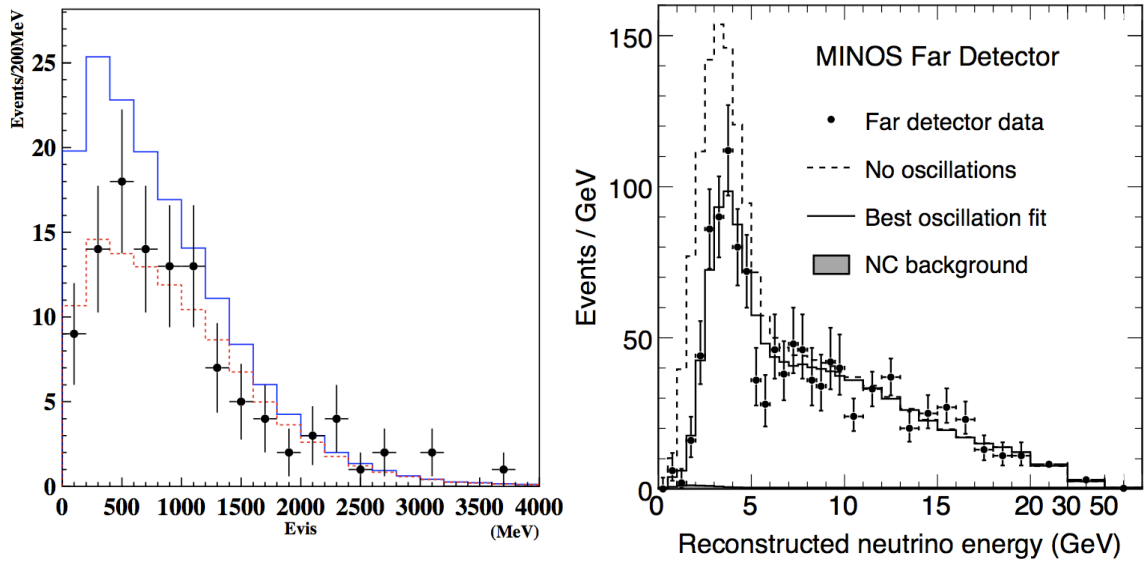 Events/200MeV
25
20
15
10
5
0
0 500 1000 1500 2000 2500 3000 3500 4000
Evis (MeV)
150
100
50
0
Events / GeV
MINOS Far Detector
Far detector data
No oscillations
Best oscillation fit
NC background
0 5 10 15 20 30 50
Reconstructed neutrino energy (GeV)